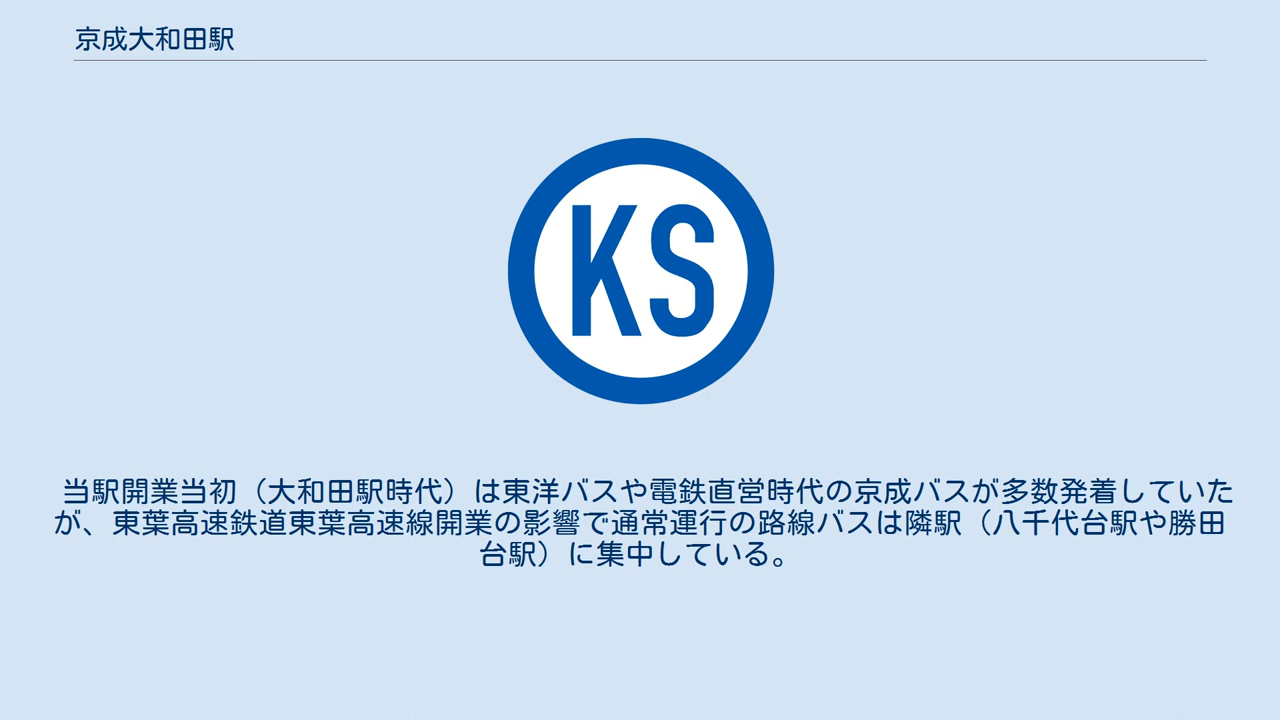 京成大和田駅
KS
当駅開業当初（大和田駅時代）は東洋バスや電鉄直営時代の京成バスが多数発着していた
が、東葉高速鉄道東葉高速線開業の影響で通常運行の路線バスは隣駅（八千代台駅や勝田
台駅）に集中している。